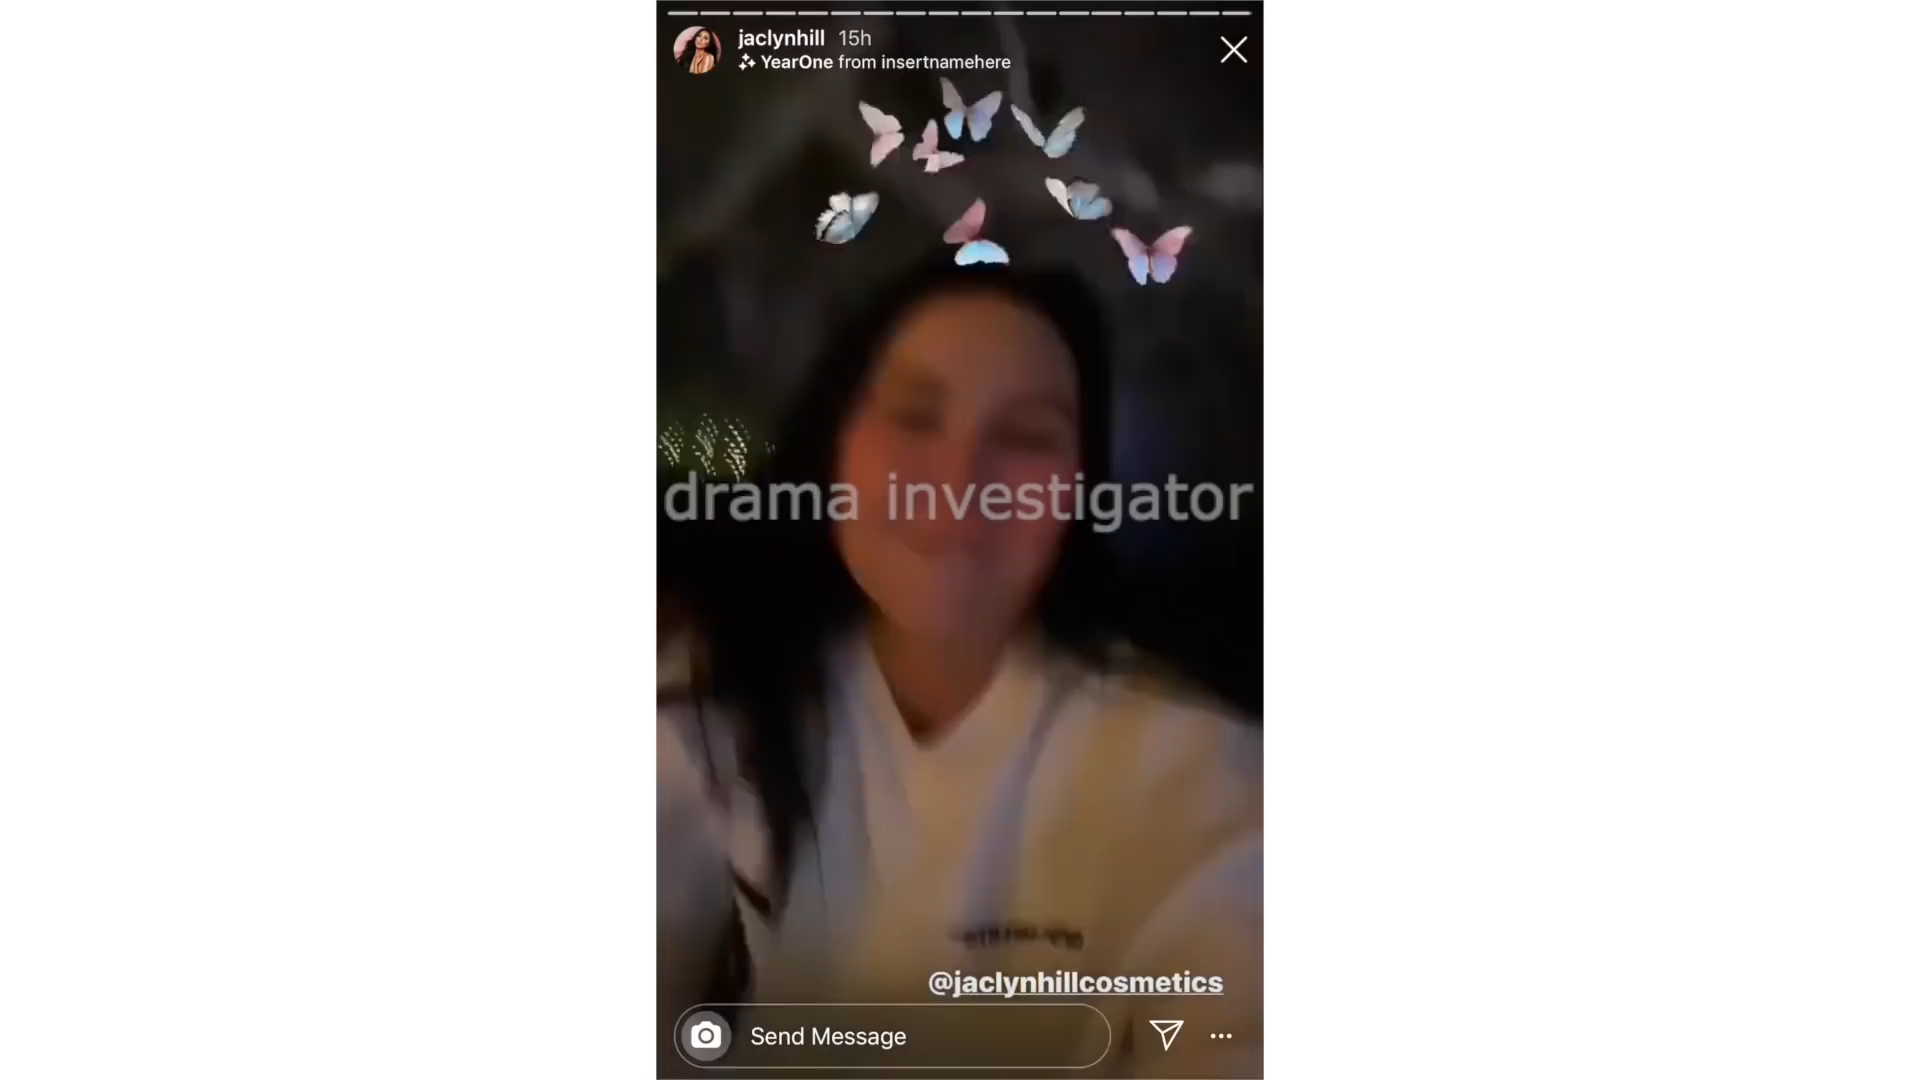 jaclynhill 15h
YearOne from insertnamehere
drama investigator
@jaclynhillcosmetics
Send Message